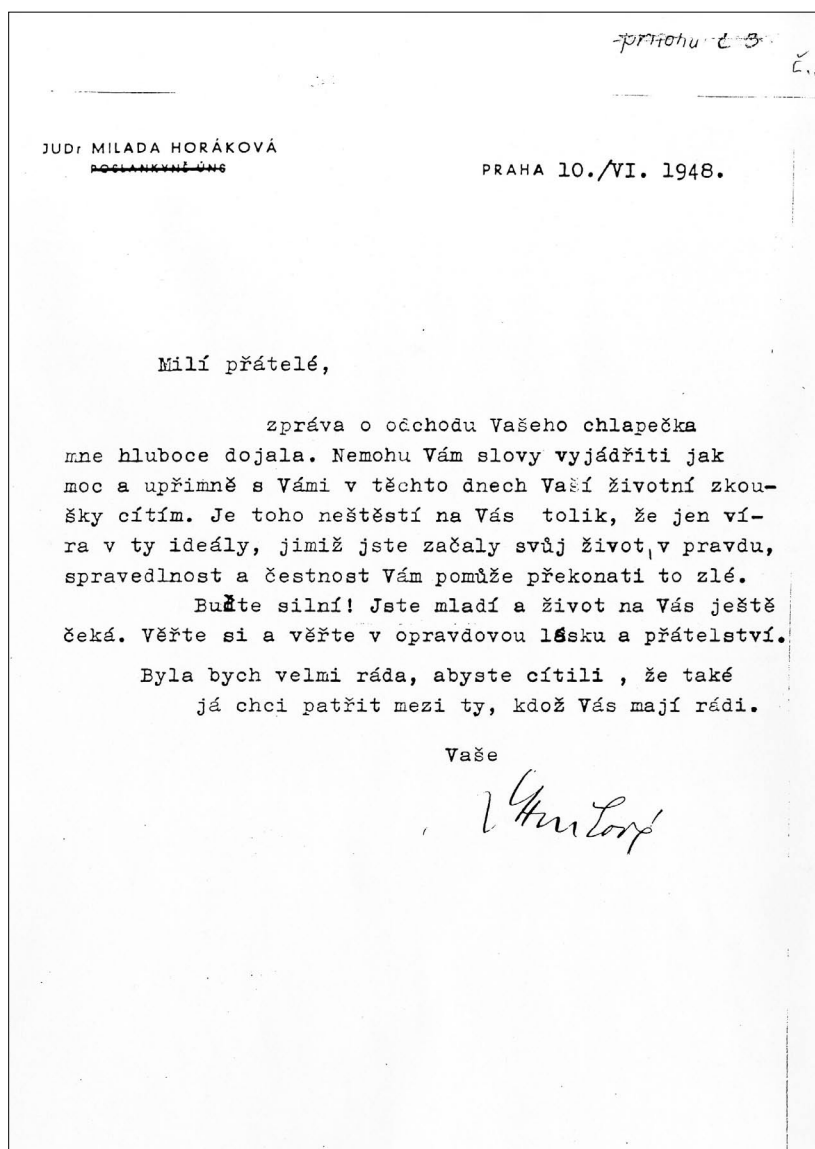 přílohu č 3
č.
JUDr MILADA HORÁKOVÁ
POSLANKYNĚ ÚNS
PRAHA 10./VI. 1948.
Milí přátelé,
zpráva o odchodu Vašeho chlapečka
mne hluboce dojala. Nemohu Vám slovy vyjádřiti jak
moc a upřimně s Vámi v těchto dnech Vaší životní zkou-
šky cítím. Je toho neštěstí na Vás tolik, že jen ví-
ra v ty ideály, jimiž jste začaly svůj život, v pravdu,
spravedlnost a čestnost Vám pomůže překonati to zlé.
Buďte silní! Jste mladí a život na Vás ještě
čeká. Věřte si a věřte v opravdovou lásku a přátelství.
Byla bych velmi ráda, abyste cítili , že také
já chci patřit mezi ty, kdož Vás mají rádi.
Vaše